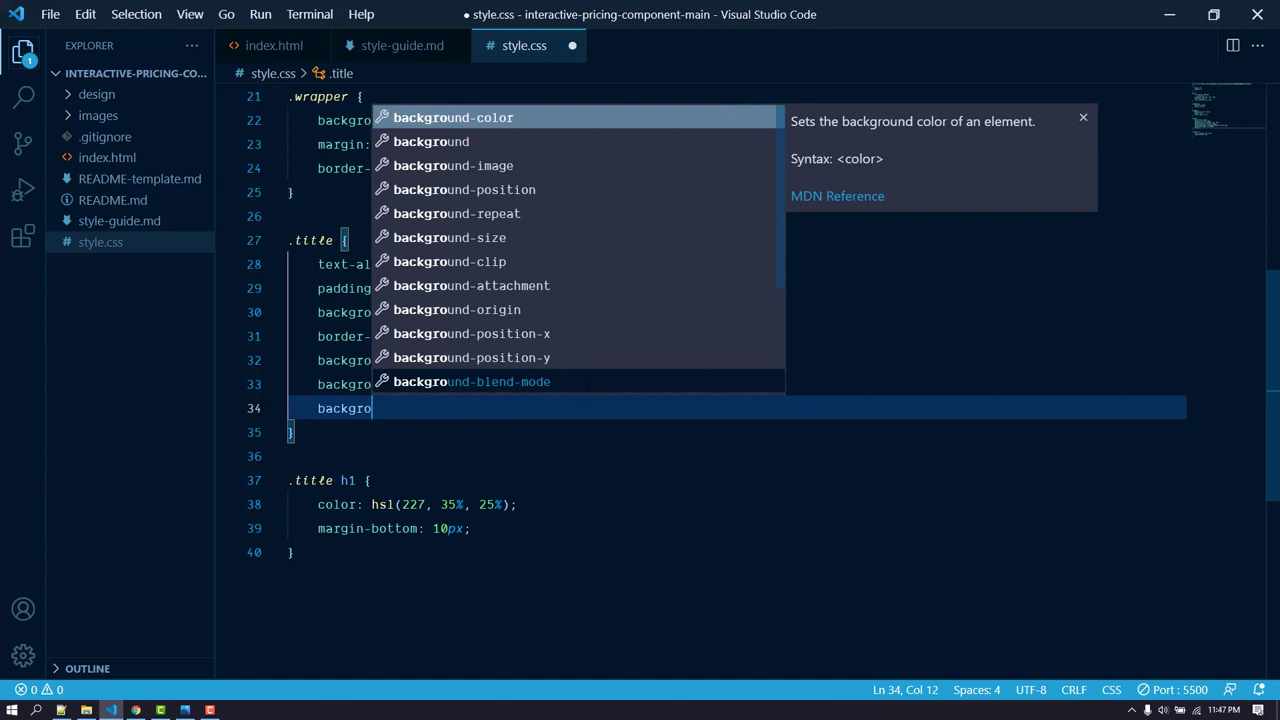 File Edit Selection View Go Run Terminal Help
● style.css - interactive-pricing-component-main - Visual Studio Code
EXPLORER ···
index.html style-guide.md # style.css ●
INTERACTIVE-PRICING-CO...
# style.css > .title
design
images
.gitignore
index.html
README-template.md
README.md
style-guide.md
# style.css
21 .wrapper {
22 backgro
23 margin:
24 border-
25 }
26
27 .title {
28 text-al
29 padding
30 backgro
31 border-
32 backgro
33 backgro
34 backgro
35 }
36
37 .title h1 {
38 color: hsl(227, 35%, 25%);
39 margin-bottom: 10px;
40 }
background-color
background
background-image
background-position
background-repeat
background-size
background-clip
background-attachment
background-origin
background-position-x
background-position-y
background-blend-mode
Sets the background color of an element.
Syntax: <color>
MDN Reference
1
OUTLINE
0 0 Ln 34, Col 12 Spaces: 4 UTF-8 CRLF CSS Port : 5500
11:47 PM